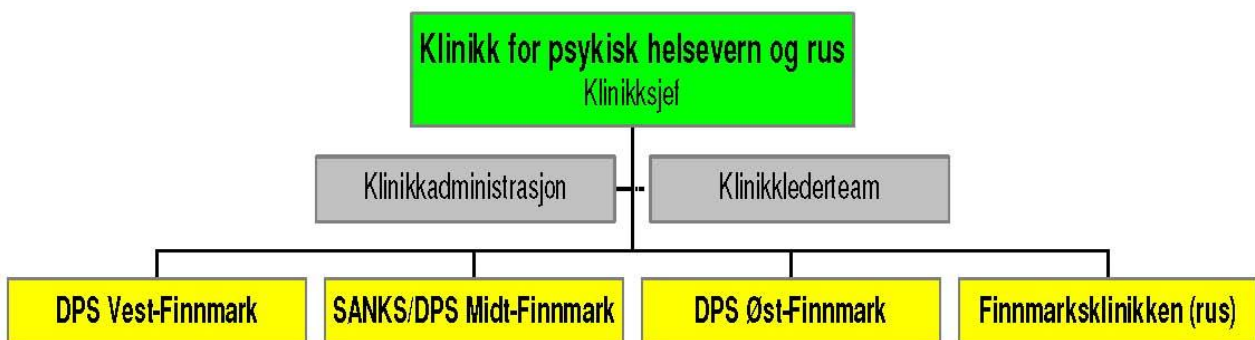 Klinikk for psykisk helsevern og rus
Klinikksjef
Klinikkadministrasjon
Klinikklederteam
DPS Vest-Finnmark
SANKS/DPS Midt-Finnmark
DPS Øst-Finnmark
Finnmarksklinikken (rus)